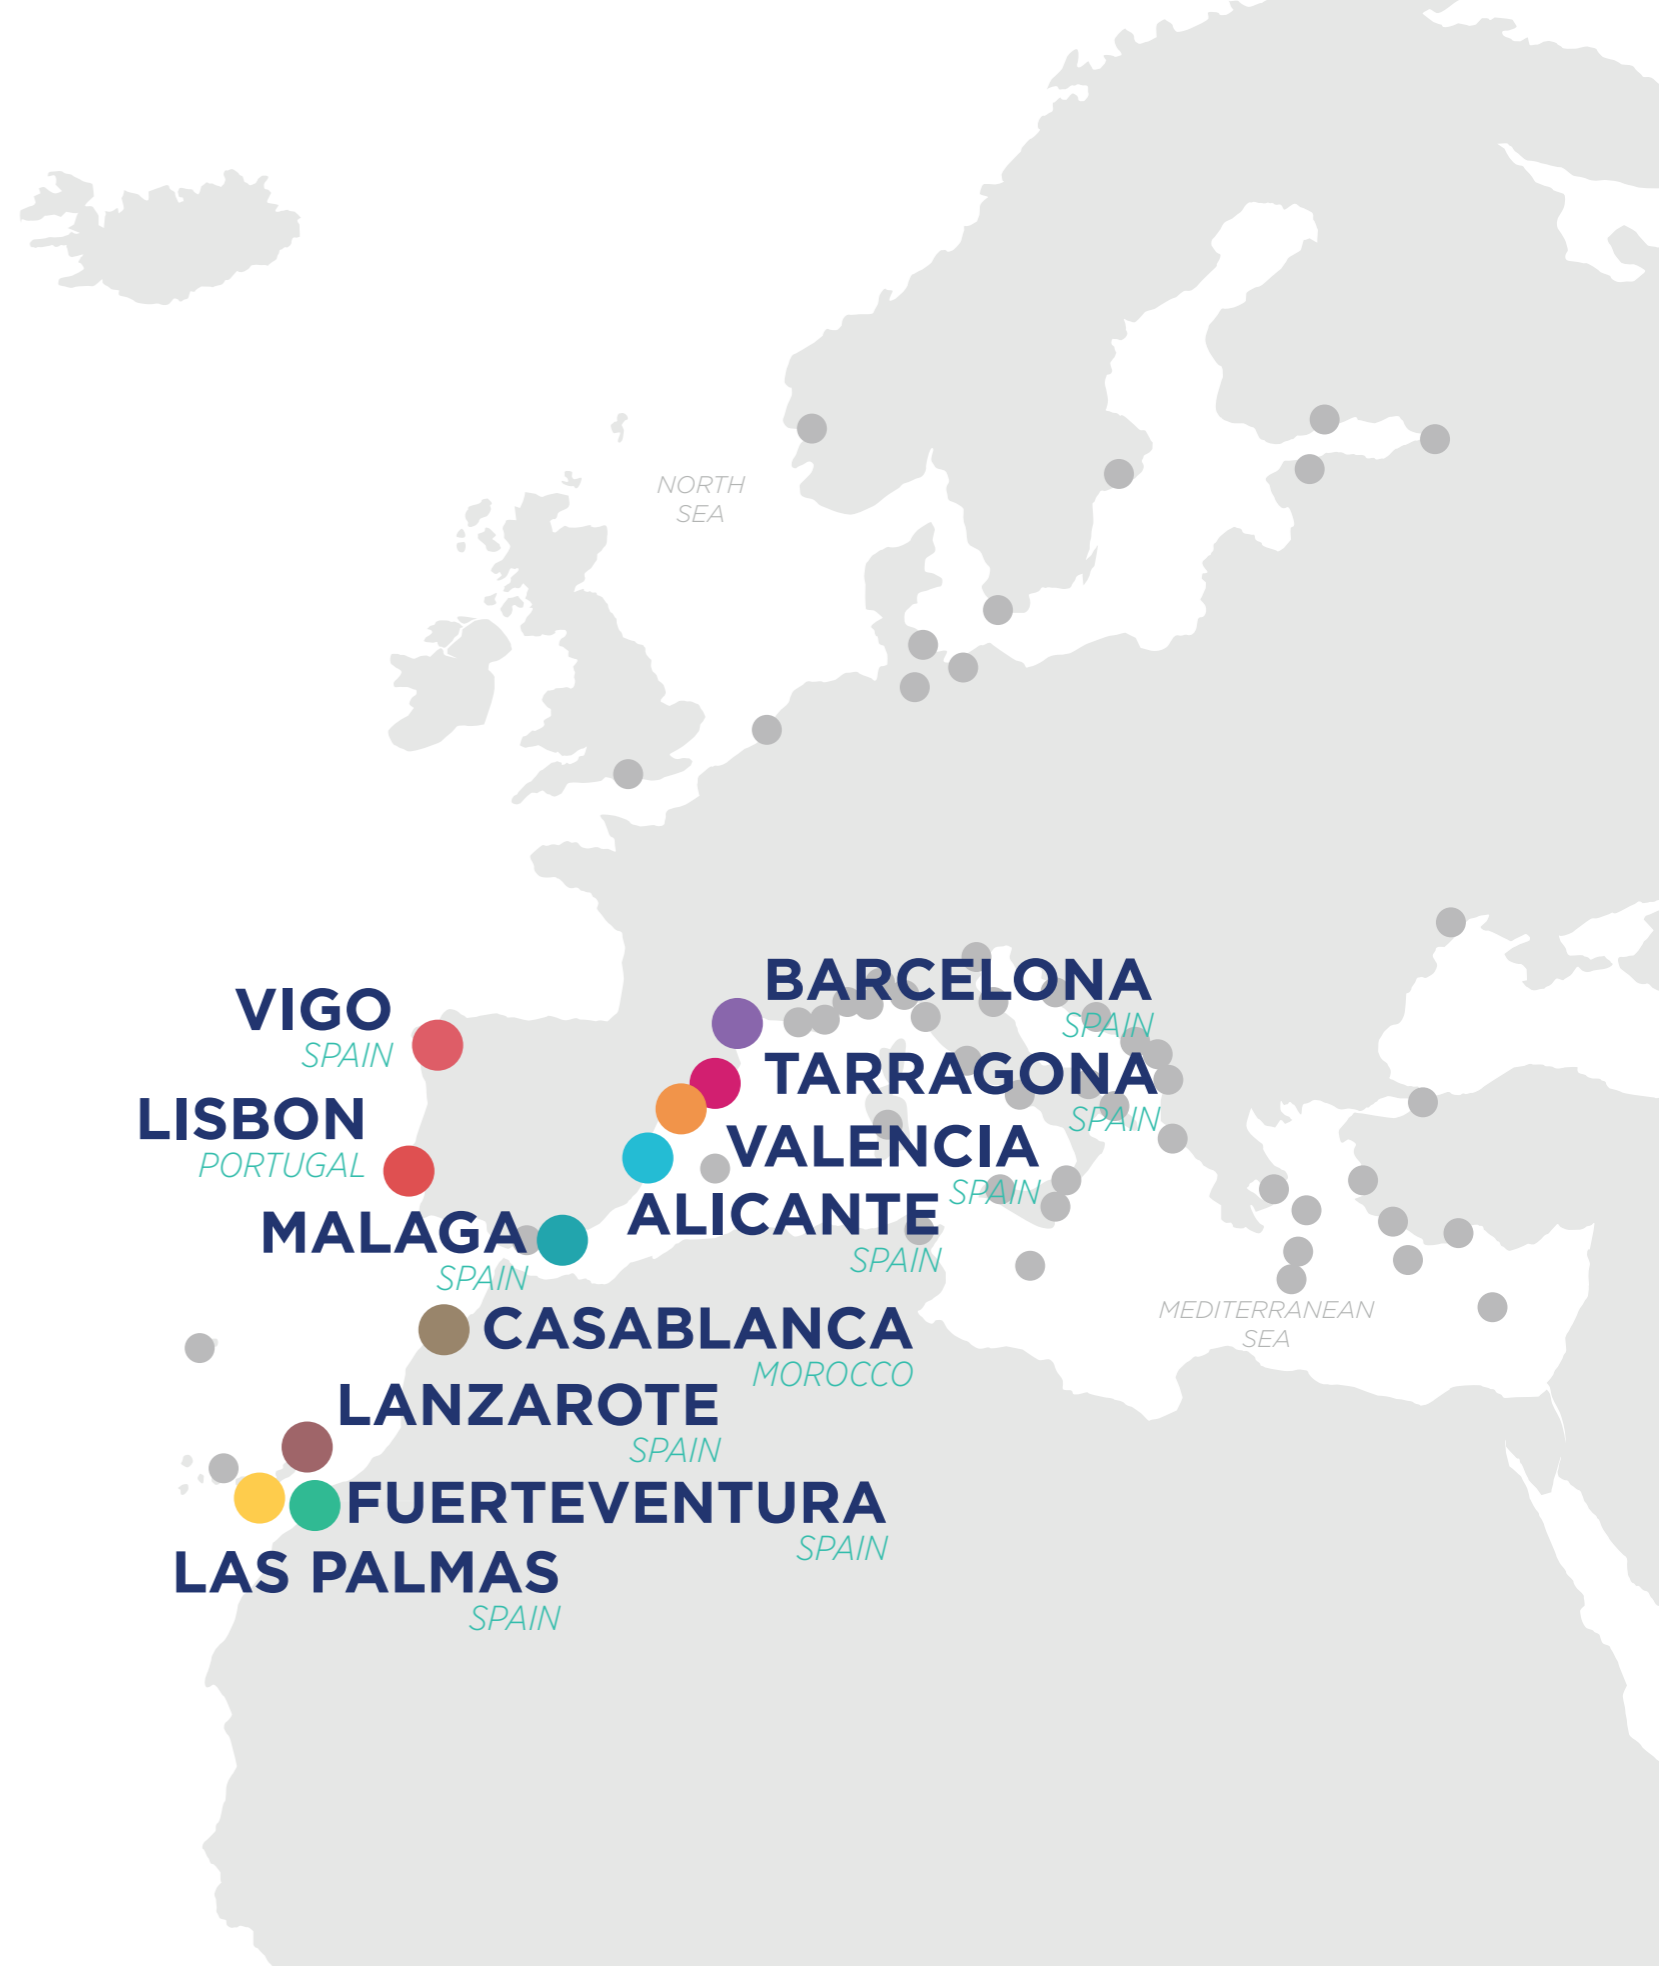 NORTH
SEA
BARCELONA
SPAIN
VIGO
SPAIN
TARRAGONA
SPAIN
LISBON
PORTUGAL
VALENCIA
SPAIN
ALICANTE
SPAIN
MALAGA
SPAIN
MEDITERRANEAN
SEA
CASABLANCA
MOROCCO
LANZAROTE
SPAIN
FUERTEVENTURA
SPAIN
LAS PALMAS
SPAIN